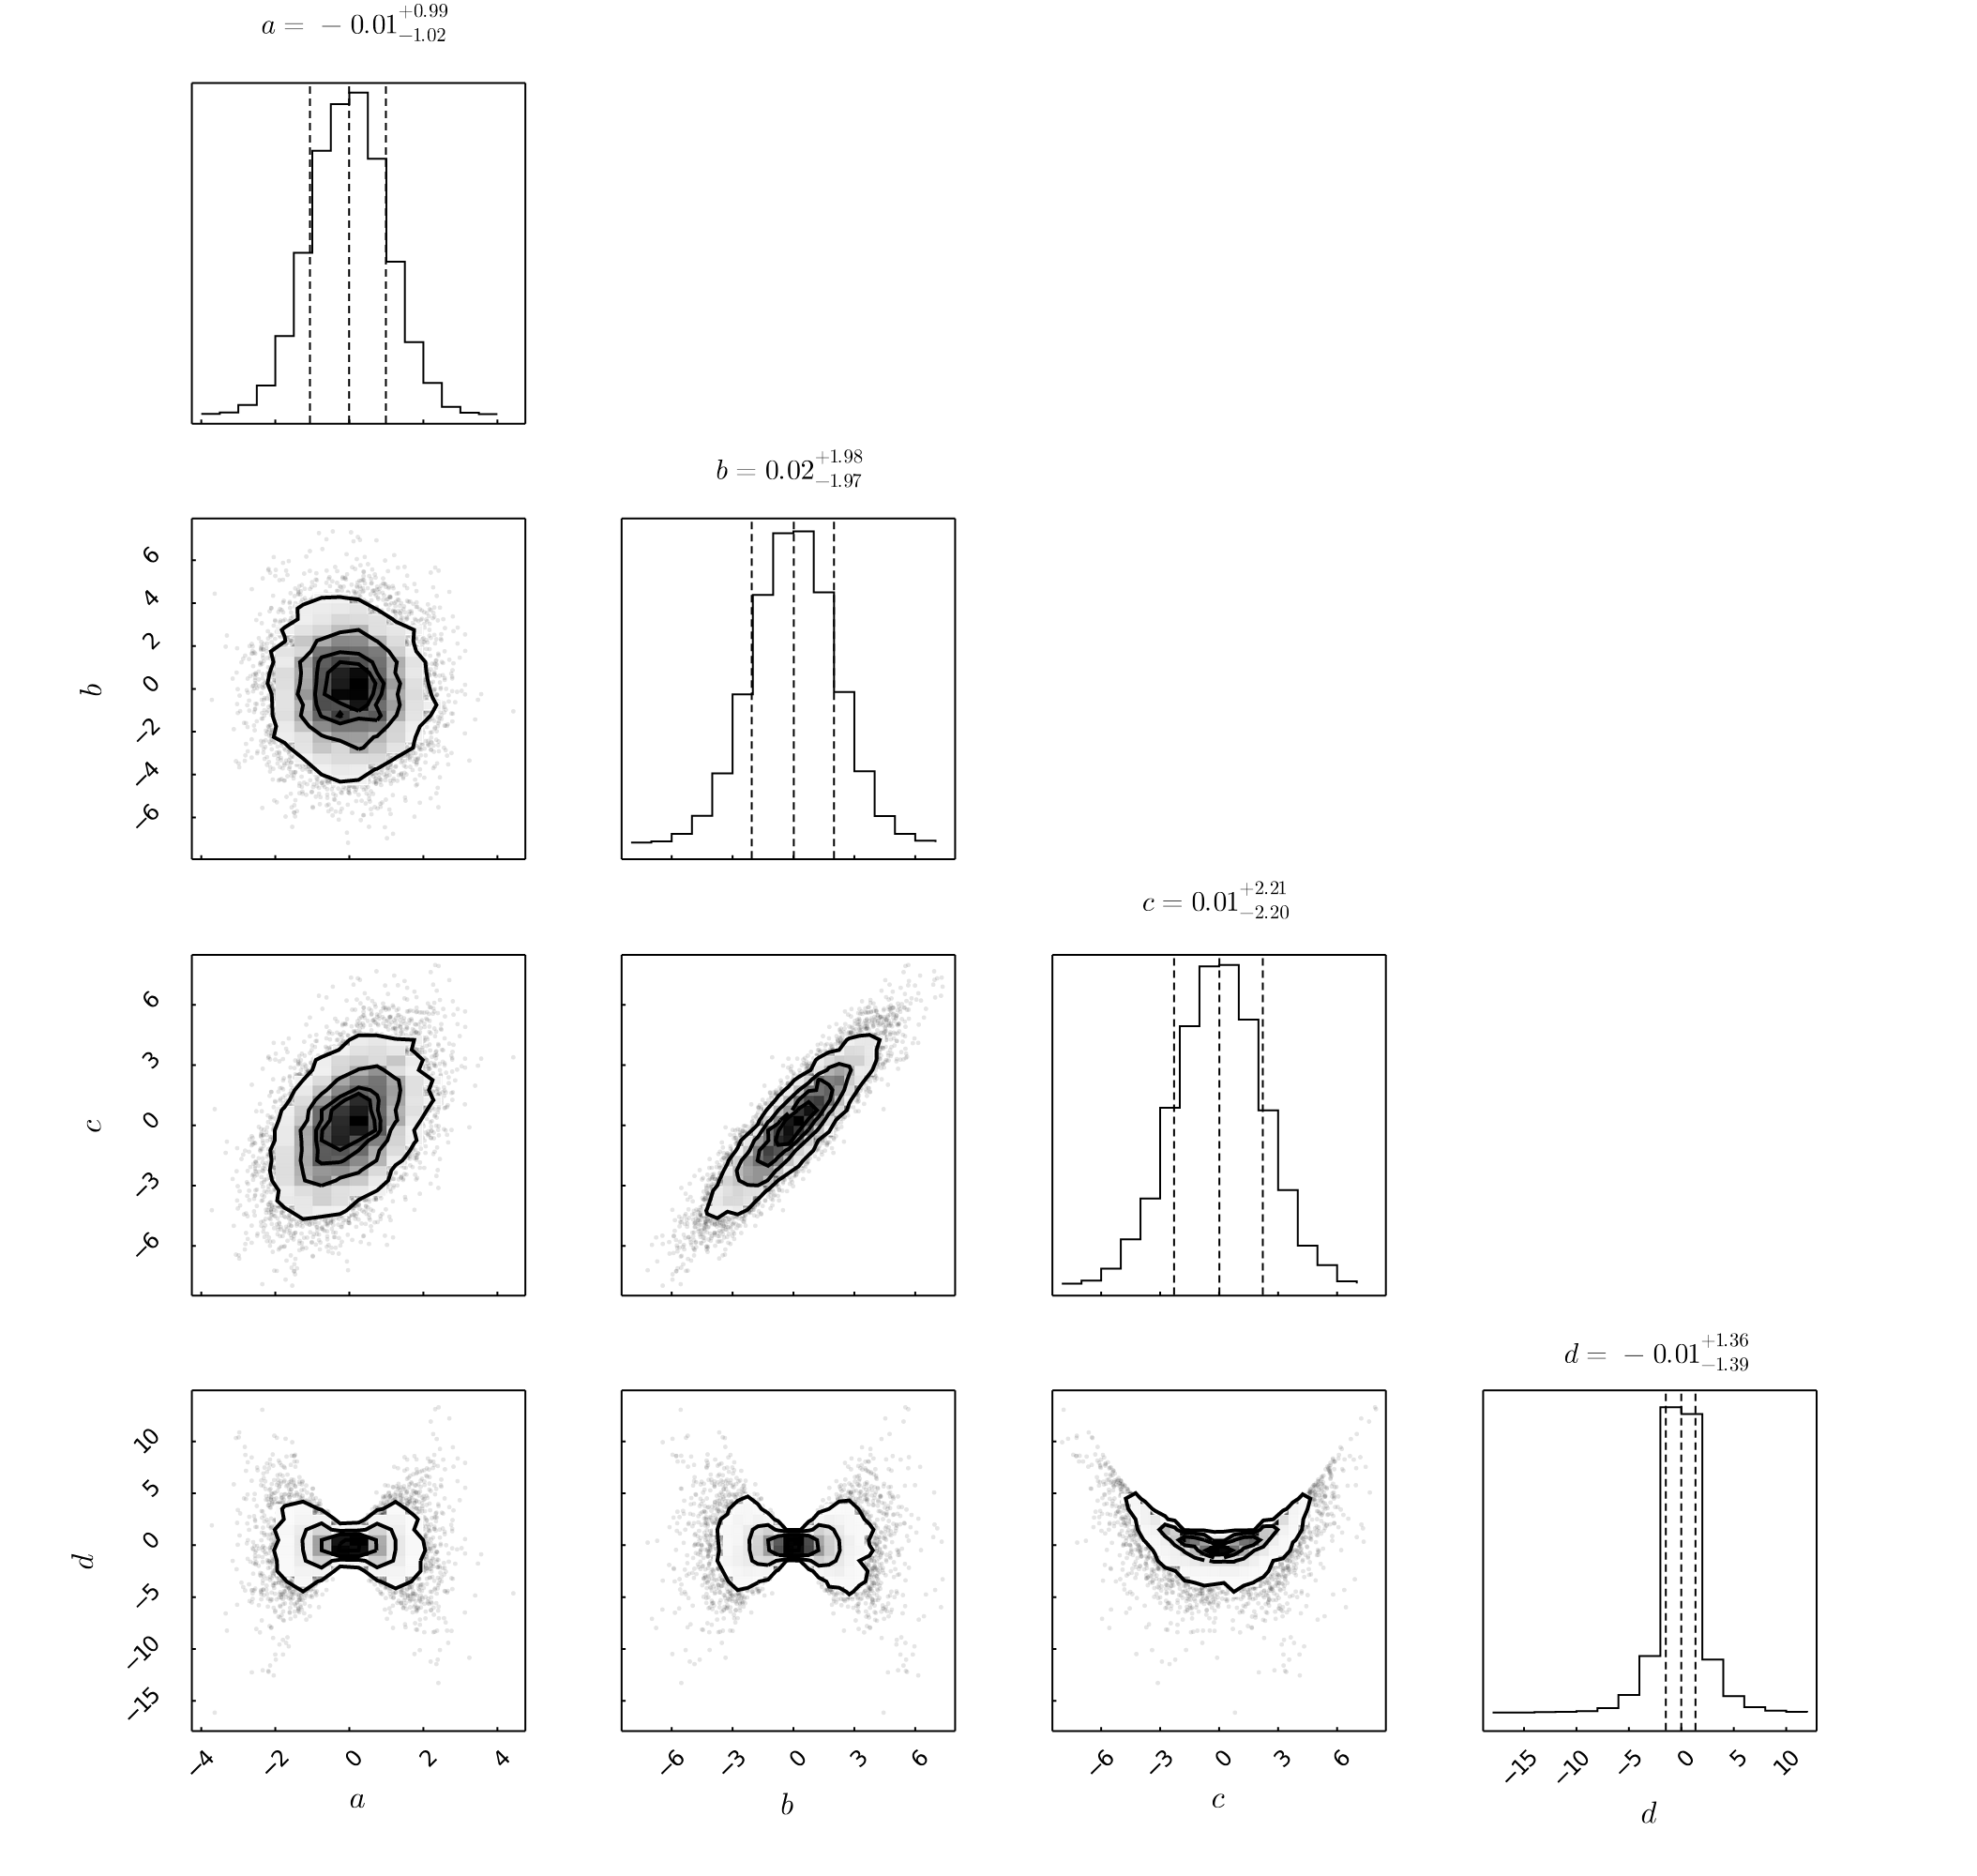 a = −0.01+0.99−1.02
b = 0.02+1.98−1.97
6
4
2
0
−2
−4
−6
b
c = 0.01+2.21−2.20
6
3
0
−3
−6
c
d = −0.01+1.36−1.39
10
5
0
−5
−10
−15
d
−4 −2 0 2 4
−6 −3 0 3 6
−6 −3 0 3 6
−15 −10 −5 0 5 10
a
b
c
d